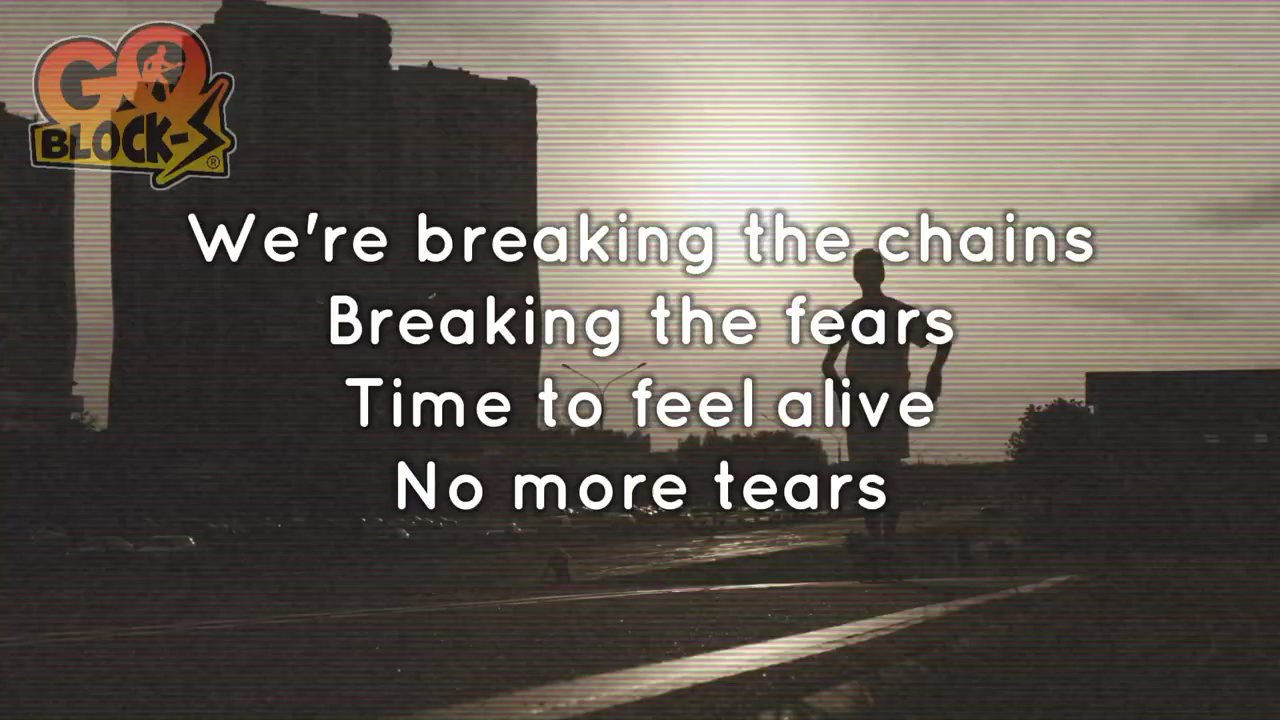 GO
BLOCK-S
®
We're breaking the chains
Breaking the fears
Time to feel alive
No more tears